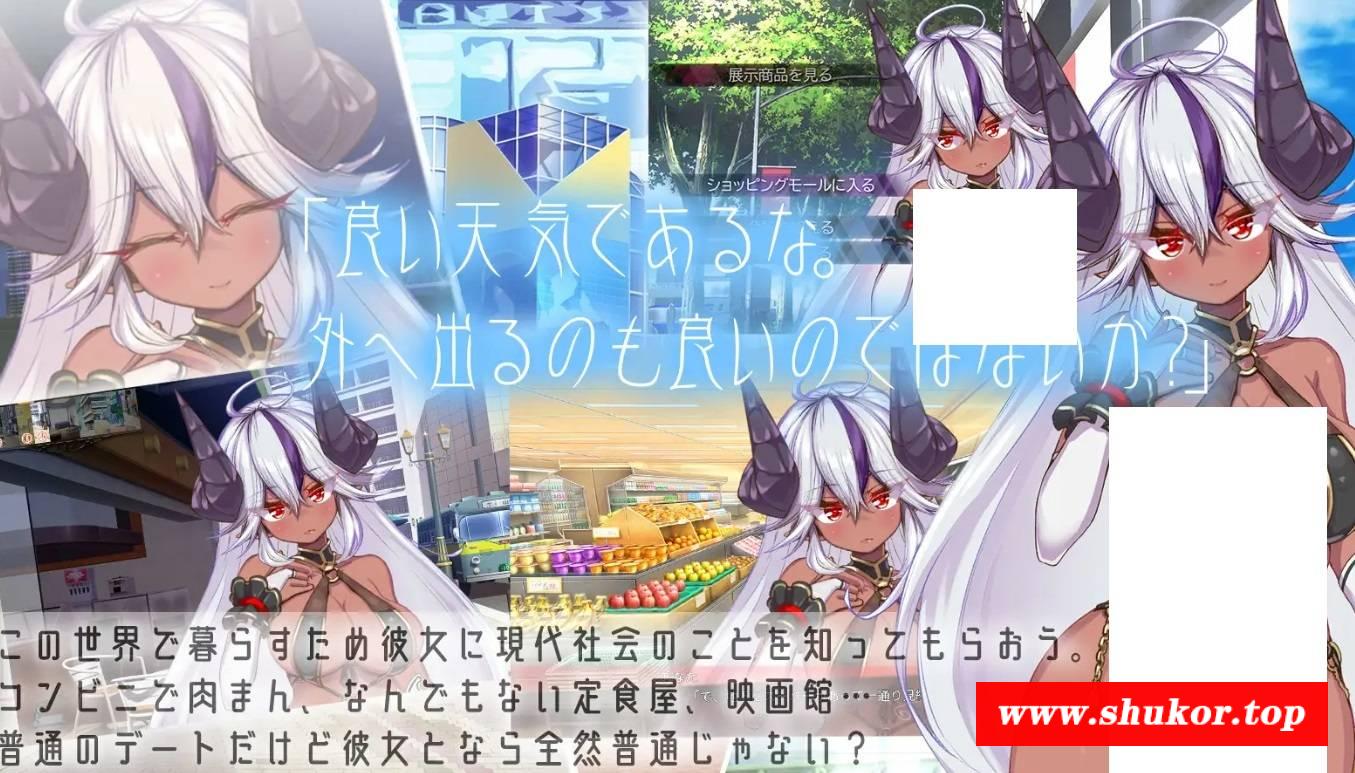 展示商品を見る
ショッピングモールに入る
「良い天気であるな。
外へ出るのも良いのではないか?」
この世界で暮らすため彼女に現代社会のことを知ってもらおう。
コンビニで肉まん、なんでもない定食屋、映画館・・・
普通のデートだけど彼女となら全然普通じゃない?
www.shukor.top